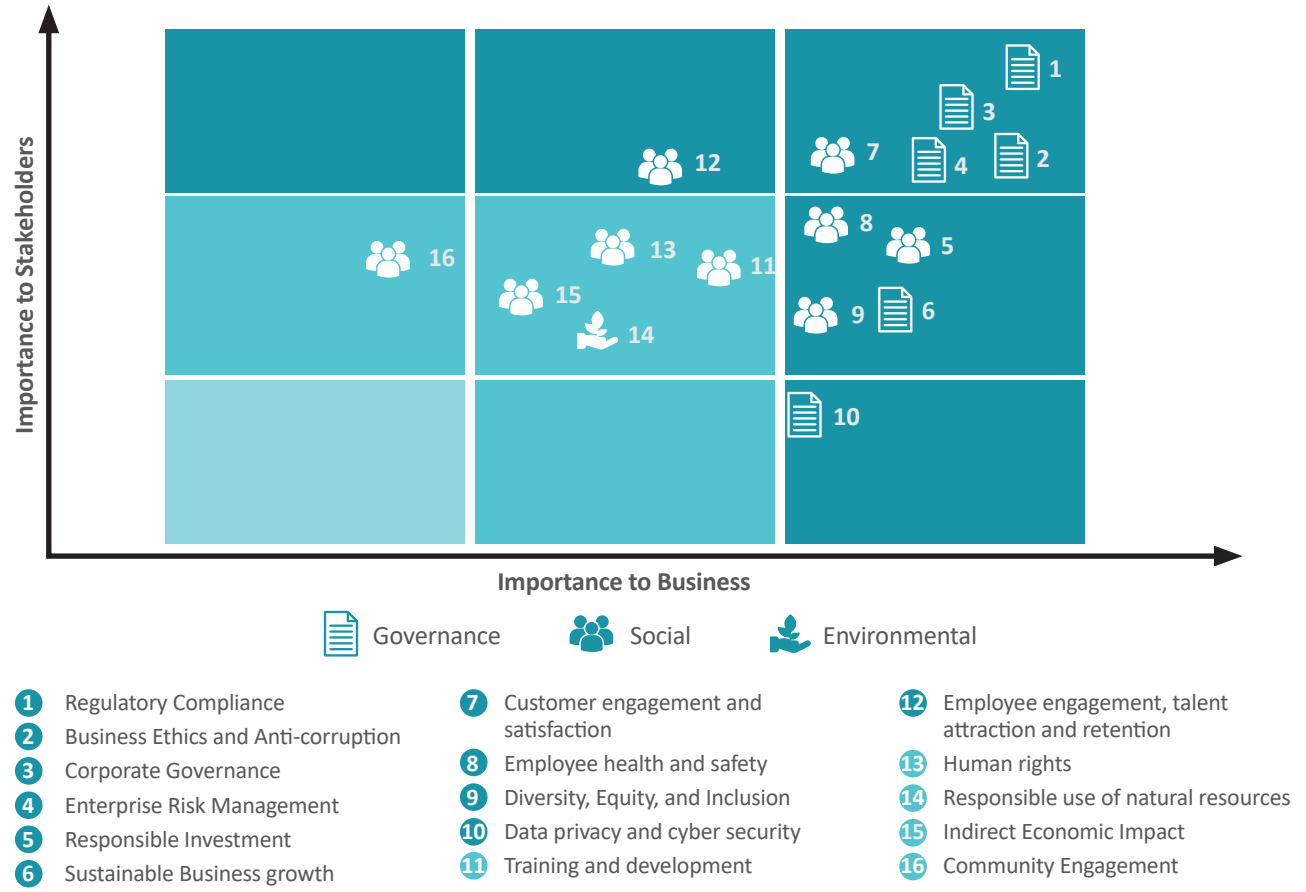 Importance to Stakeholders
1
3
7
4
2
12
8
5
16
13
11
15
9
6
14
10
Importance to Business
Governance
Social
Environmental
1 Regulatory Compliance
2 Business Ethics and Anti-corruption
3 Corporate Governance
4 Enterprise Risk Management
5 Responsible Investment
6 Sustainable Business growth
7 Customer engagement and
satisfaction
8 Employee health and safety
9 Diversity, Equity, and Inclusion
10 Data privacy and cyber security
11 Training and development
12 Employee engagement, talent
attraction and retention
13 Human rights
14 Responsible use of natural resources
15 Indirect Economic Impact
16 Community Engagement